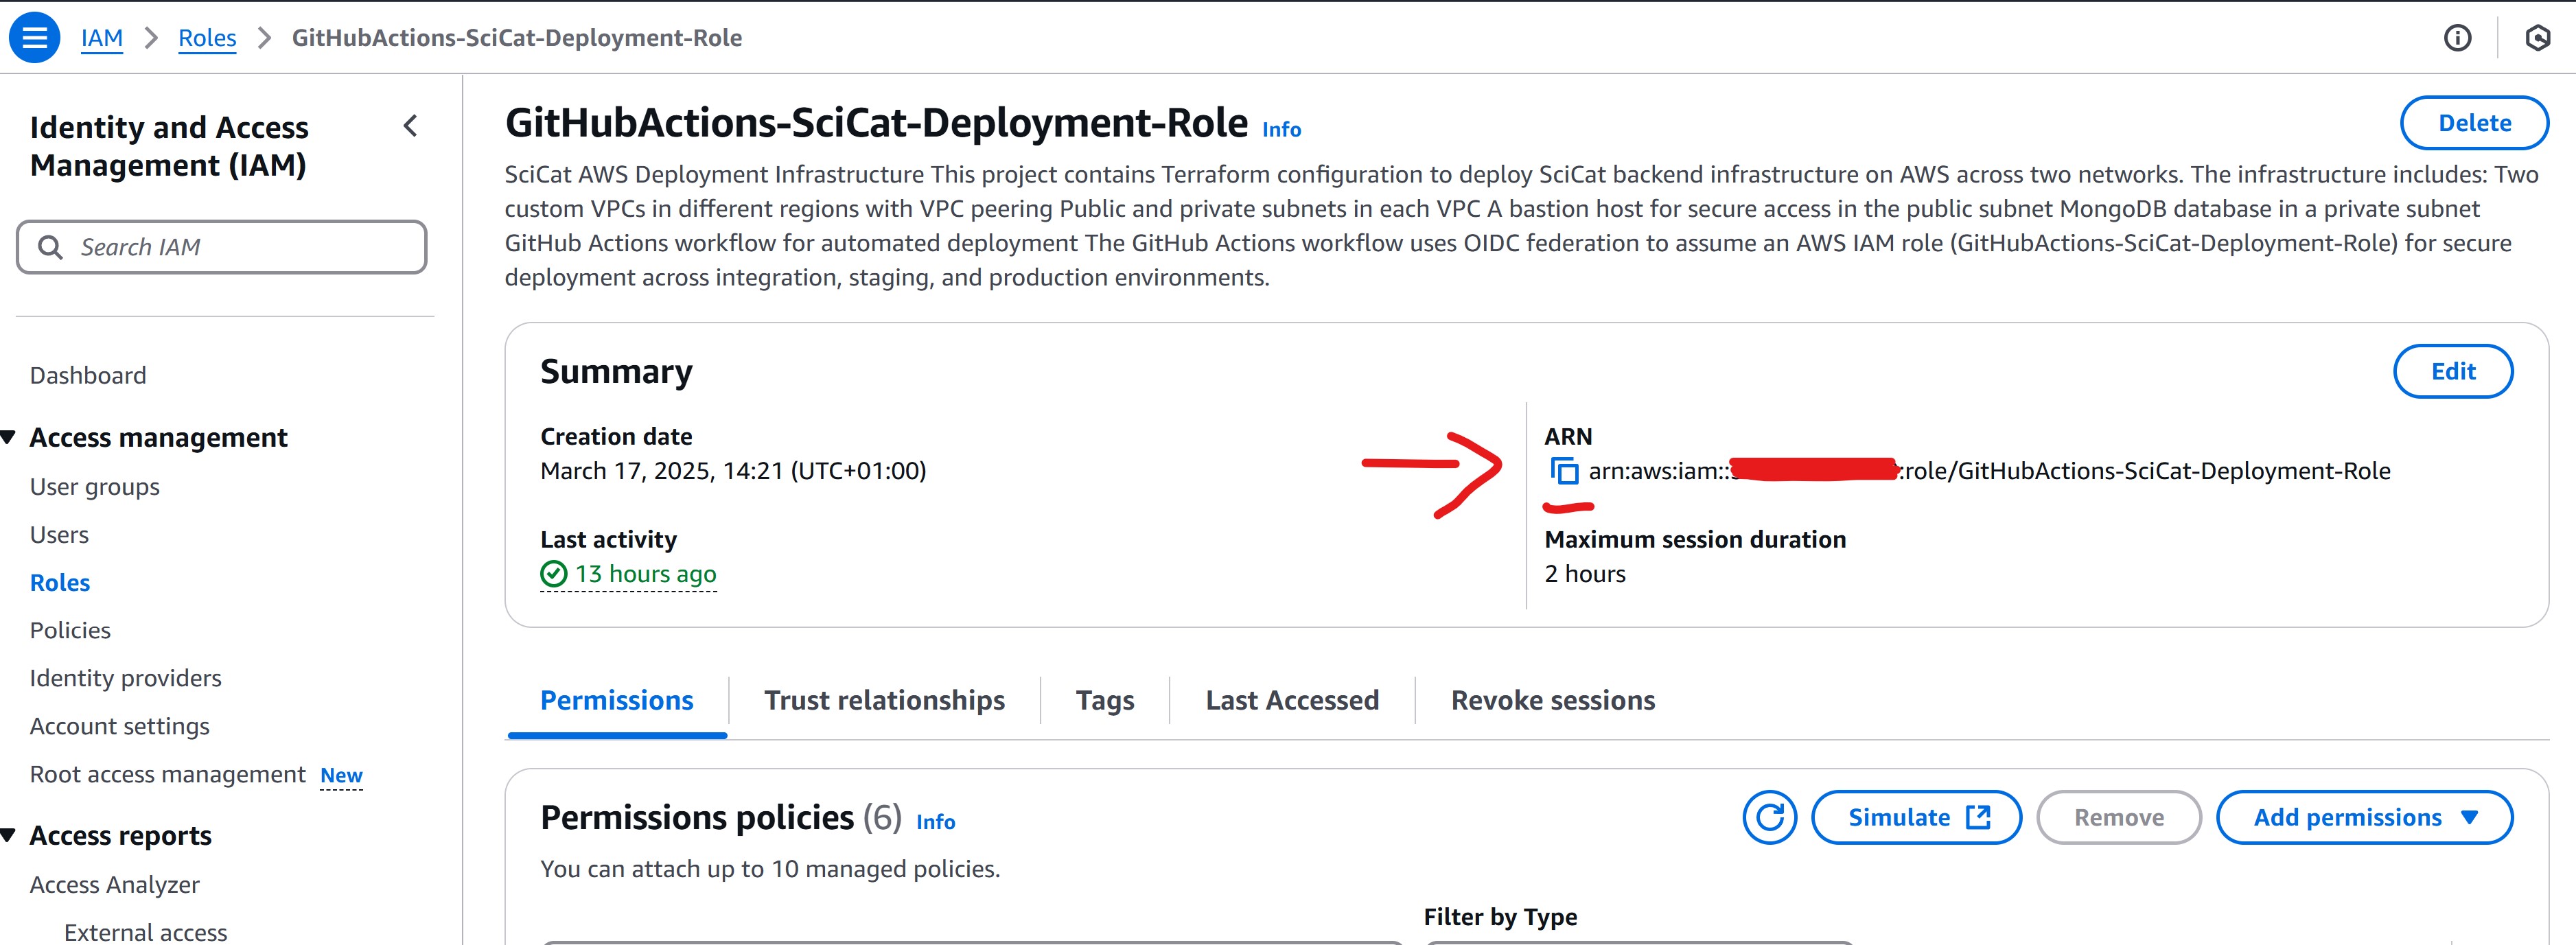 IAM > Roles > GitHubActions-SciCat-Deployment-Role
Identity and Access
Management (IAM)
Search IAM
Dashboard
Access management
User groups
Users
Roles
Policies
Identity providers
Account settings
Root access management New
Access reports
Access Analyzer
External access
GitHubActions-SciCat-Deployment-Role Info
Delete
SciCat AWS Deployment Infrastructure This project contains Terraform configuration to deploy SciCat backend infrastructure on AWS across two networks. The infrastructure includes: Two
custom VPCs in different regions with VPC peering Public and private subnets in each VPC A bastion host for secure access in the public subnet MongoDB database in a private subnet
GitHub Actions workflow for automated deployment The GitHub Actions workflow uses OIDC federation to assume an AWS IAM role (GitHubActions-SciCat-Deployment-Role) for secure
deployment across integration, staging, and production environments.
Summary
Edit
Creation date
March 17, 2025, 14:21 (UTC+01:00)
Last activity
13 hours ago
ARN
arn:aws:iam:: :role/GitHubActions-SciCat-Deployment-Role
Maximum session duration
2 hours
Permissions
Trust relationships
Tags
Last Accessed
Revoke sessions
Permissions policies (6) Info
Simulate
Remove
Add permissions
You can attach up to 10 managed policies.
Filter by Type